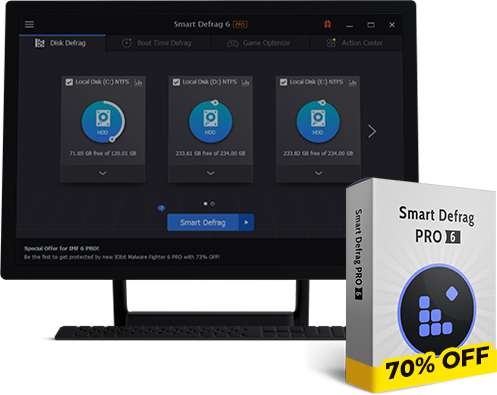 Smart Defrag 6 PRO
Disk Defrag
Boot Time Defrag
Game Optimize
Action Center
Local Disk (C:) NTFS
Local Disk (D:) NTFS
Local Disk (E:) NTFS
HDD
HDD
HDD
71.65 GB free of 120.01 GB
233.61 GB free of 234.00 GB
233.82 GB free of 234.00 GB
Smart Defrag
Special Offer for IMF 6 PRO!
Be the first to get protected by new IObit Malware Fighter 6 PRO with 73% OFF!
Smart Defrag
PRO 6
Smart Defrag
PRO 6
70% OFF